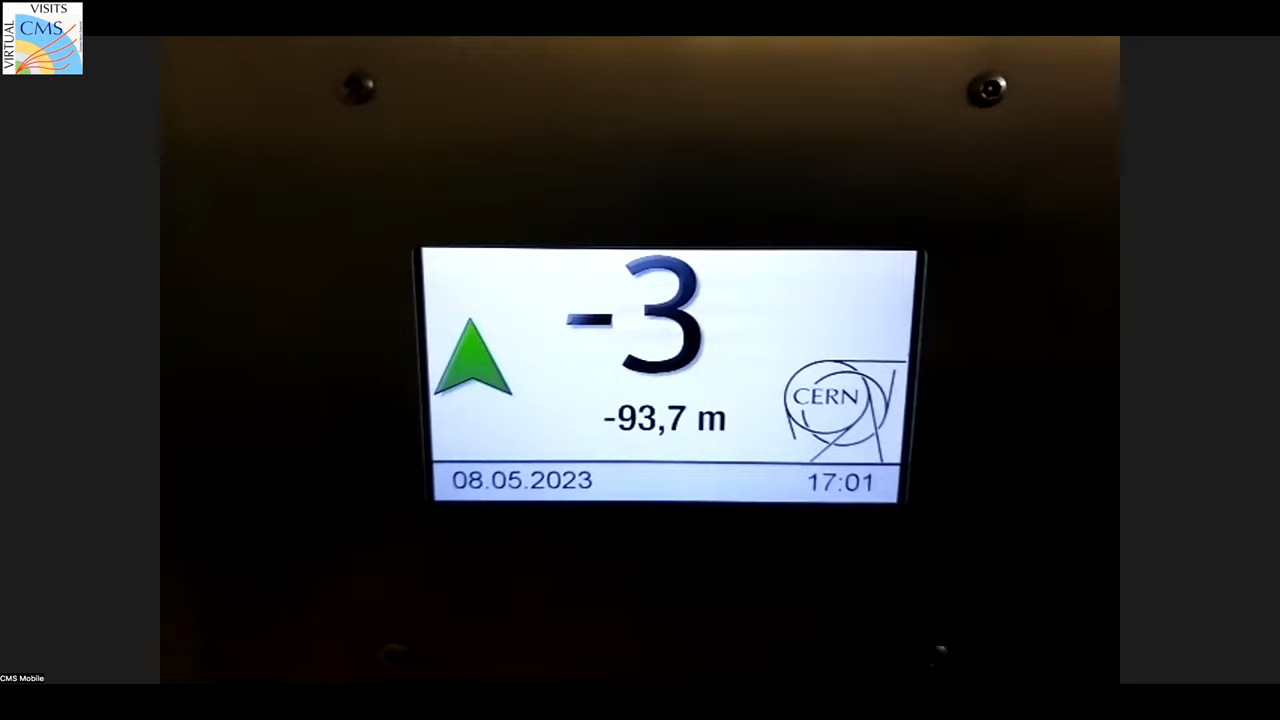 VISITS
VIRTUAL
CMS
-3
-93,7 m
CERN
08.05.2023
17:01
CMS Mobile